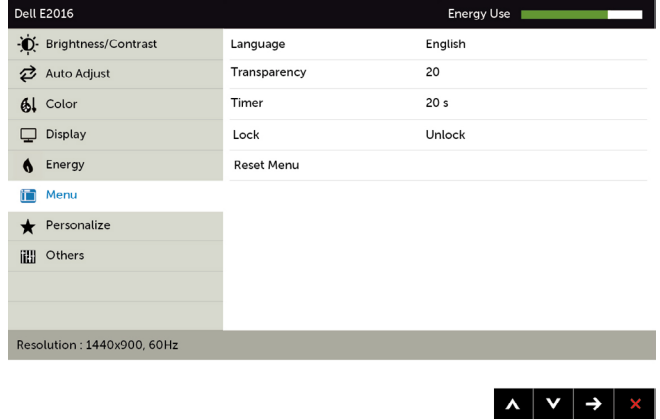 Dell E2016 Energy Use
Brightness/Contrast Language English
Auto Adjust Transparency 20
Color Timer 20 s
Display Lock Unlock
Energy Reset Menu
Menu
Personalize
Others
Resolution : 1440x900, 60Hz